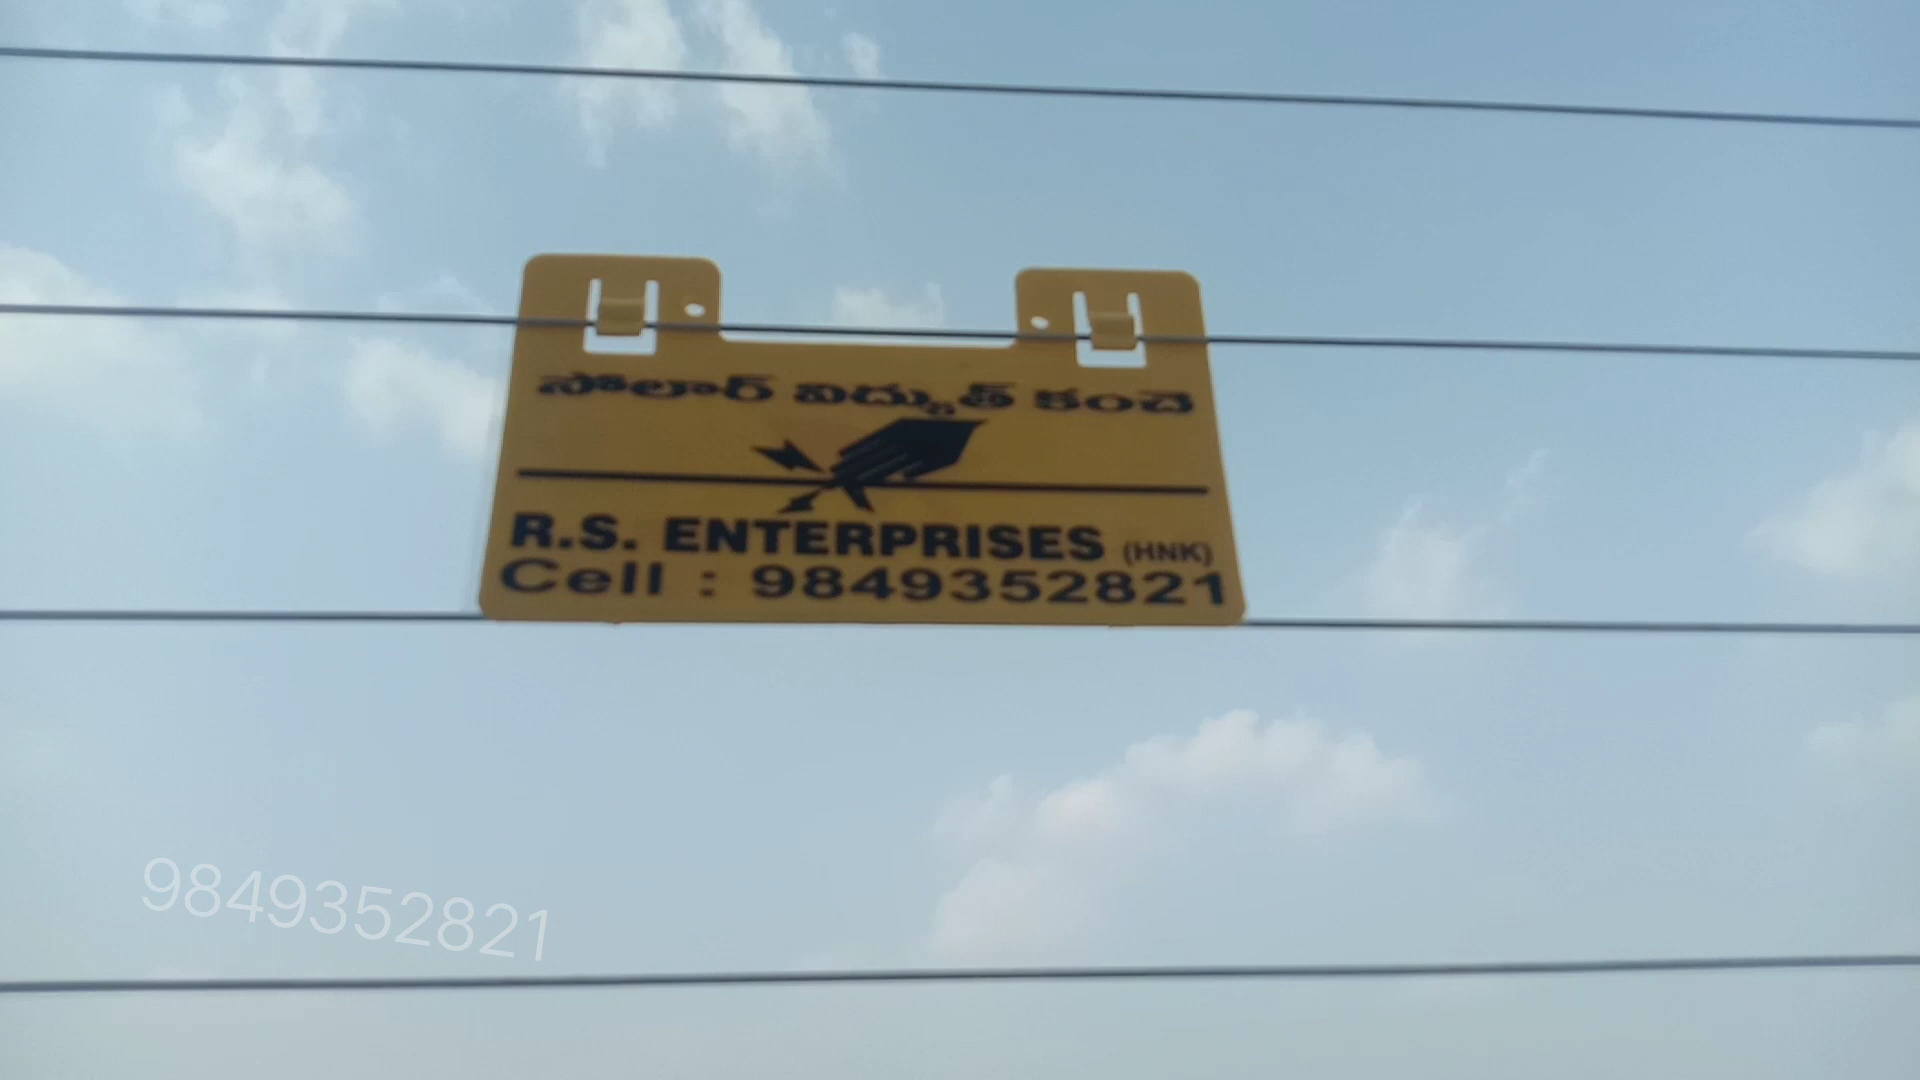 సోలార్ విద్యుత్ కంచె
R.S. ENTERPRISES (HNK)
Cell : 9849352821
9849352821